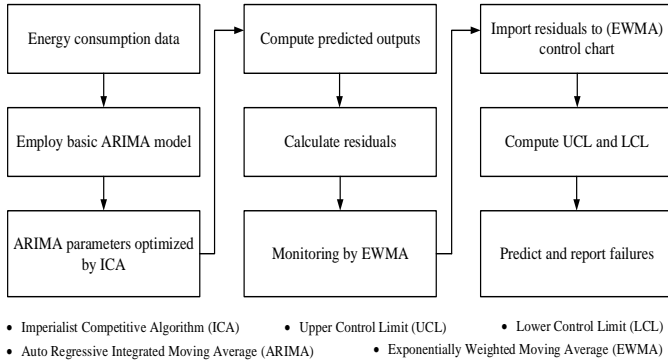 Energy consumption data
Employ basic ARIMA model
ARIMA parameters optimized
by ICA
Compute predicted outputs
Calculate residuals
Monitoring by EWMA
Import residuals to (EWMA)
control chart
Compute UCL and LCL
Predict and report failures
• Imperialist Competitive Algorithm (ICA) • Upper Control Limit (UCL) • Lower Control Limit (LCL)
• Auto Regressive Integrated Moving Average (ARIMA) • Exponentially Weighted Moving Average (EWMA)